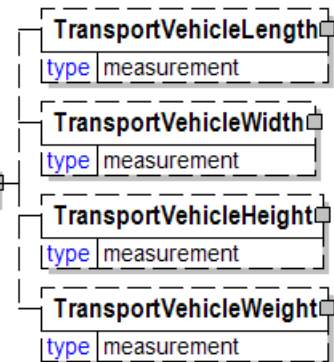 TransportVehicleLength
type measurement
TransportVehicleWidth
type measurement
TransportVehicleHeight
type measurement
TransportVehicleWeight
type measurement